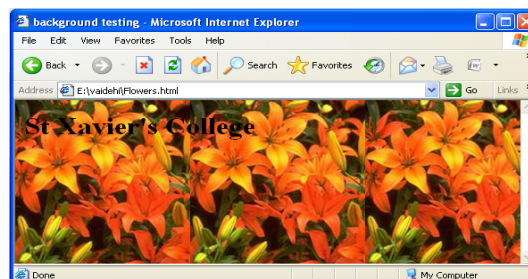 background testing - Microsoft Internet Explorer
File Edit View Favorites Tools Help
Back Search Favorites
Address E:\vaidehi\Flowers.html Go Links
St Xavier's College
Done My Computer